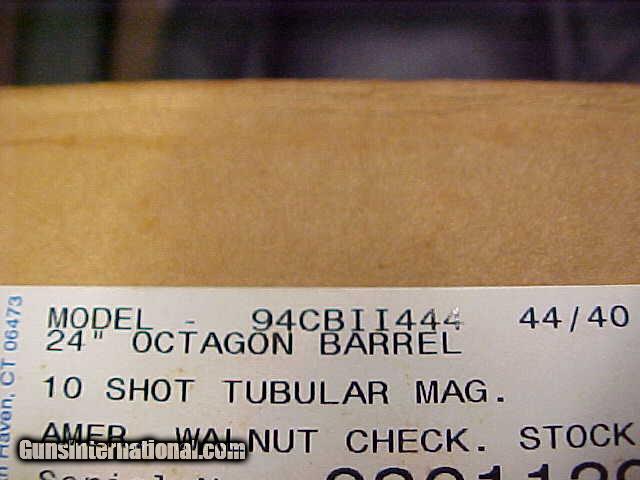 MODEL - 94CBII444 44/40
24" OCTAGON BARREL
10 SHOT TUBULAR MAG.
AMER. WALNUT CHECK. STOCK
Haven, CT 06473
GunsInternational.com